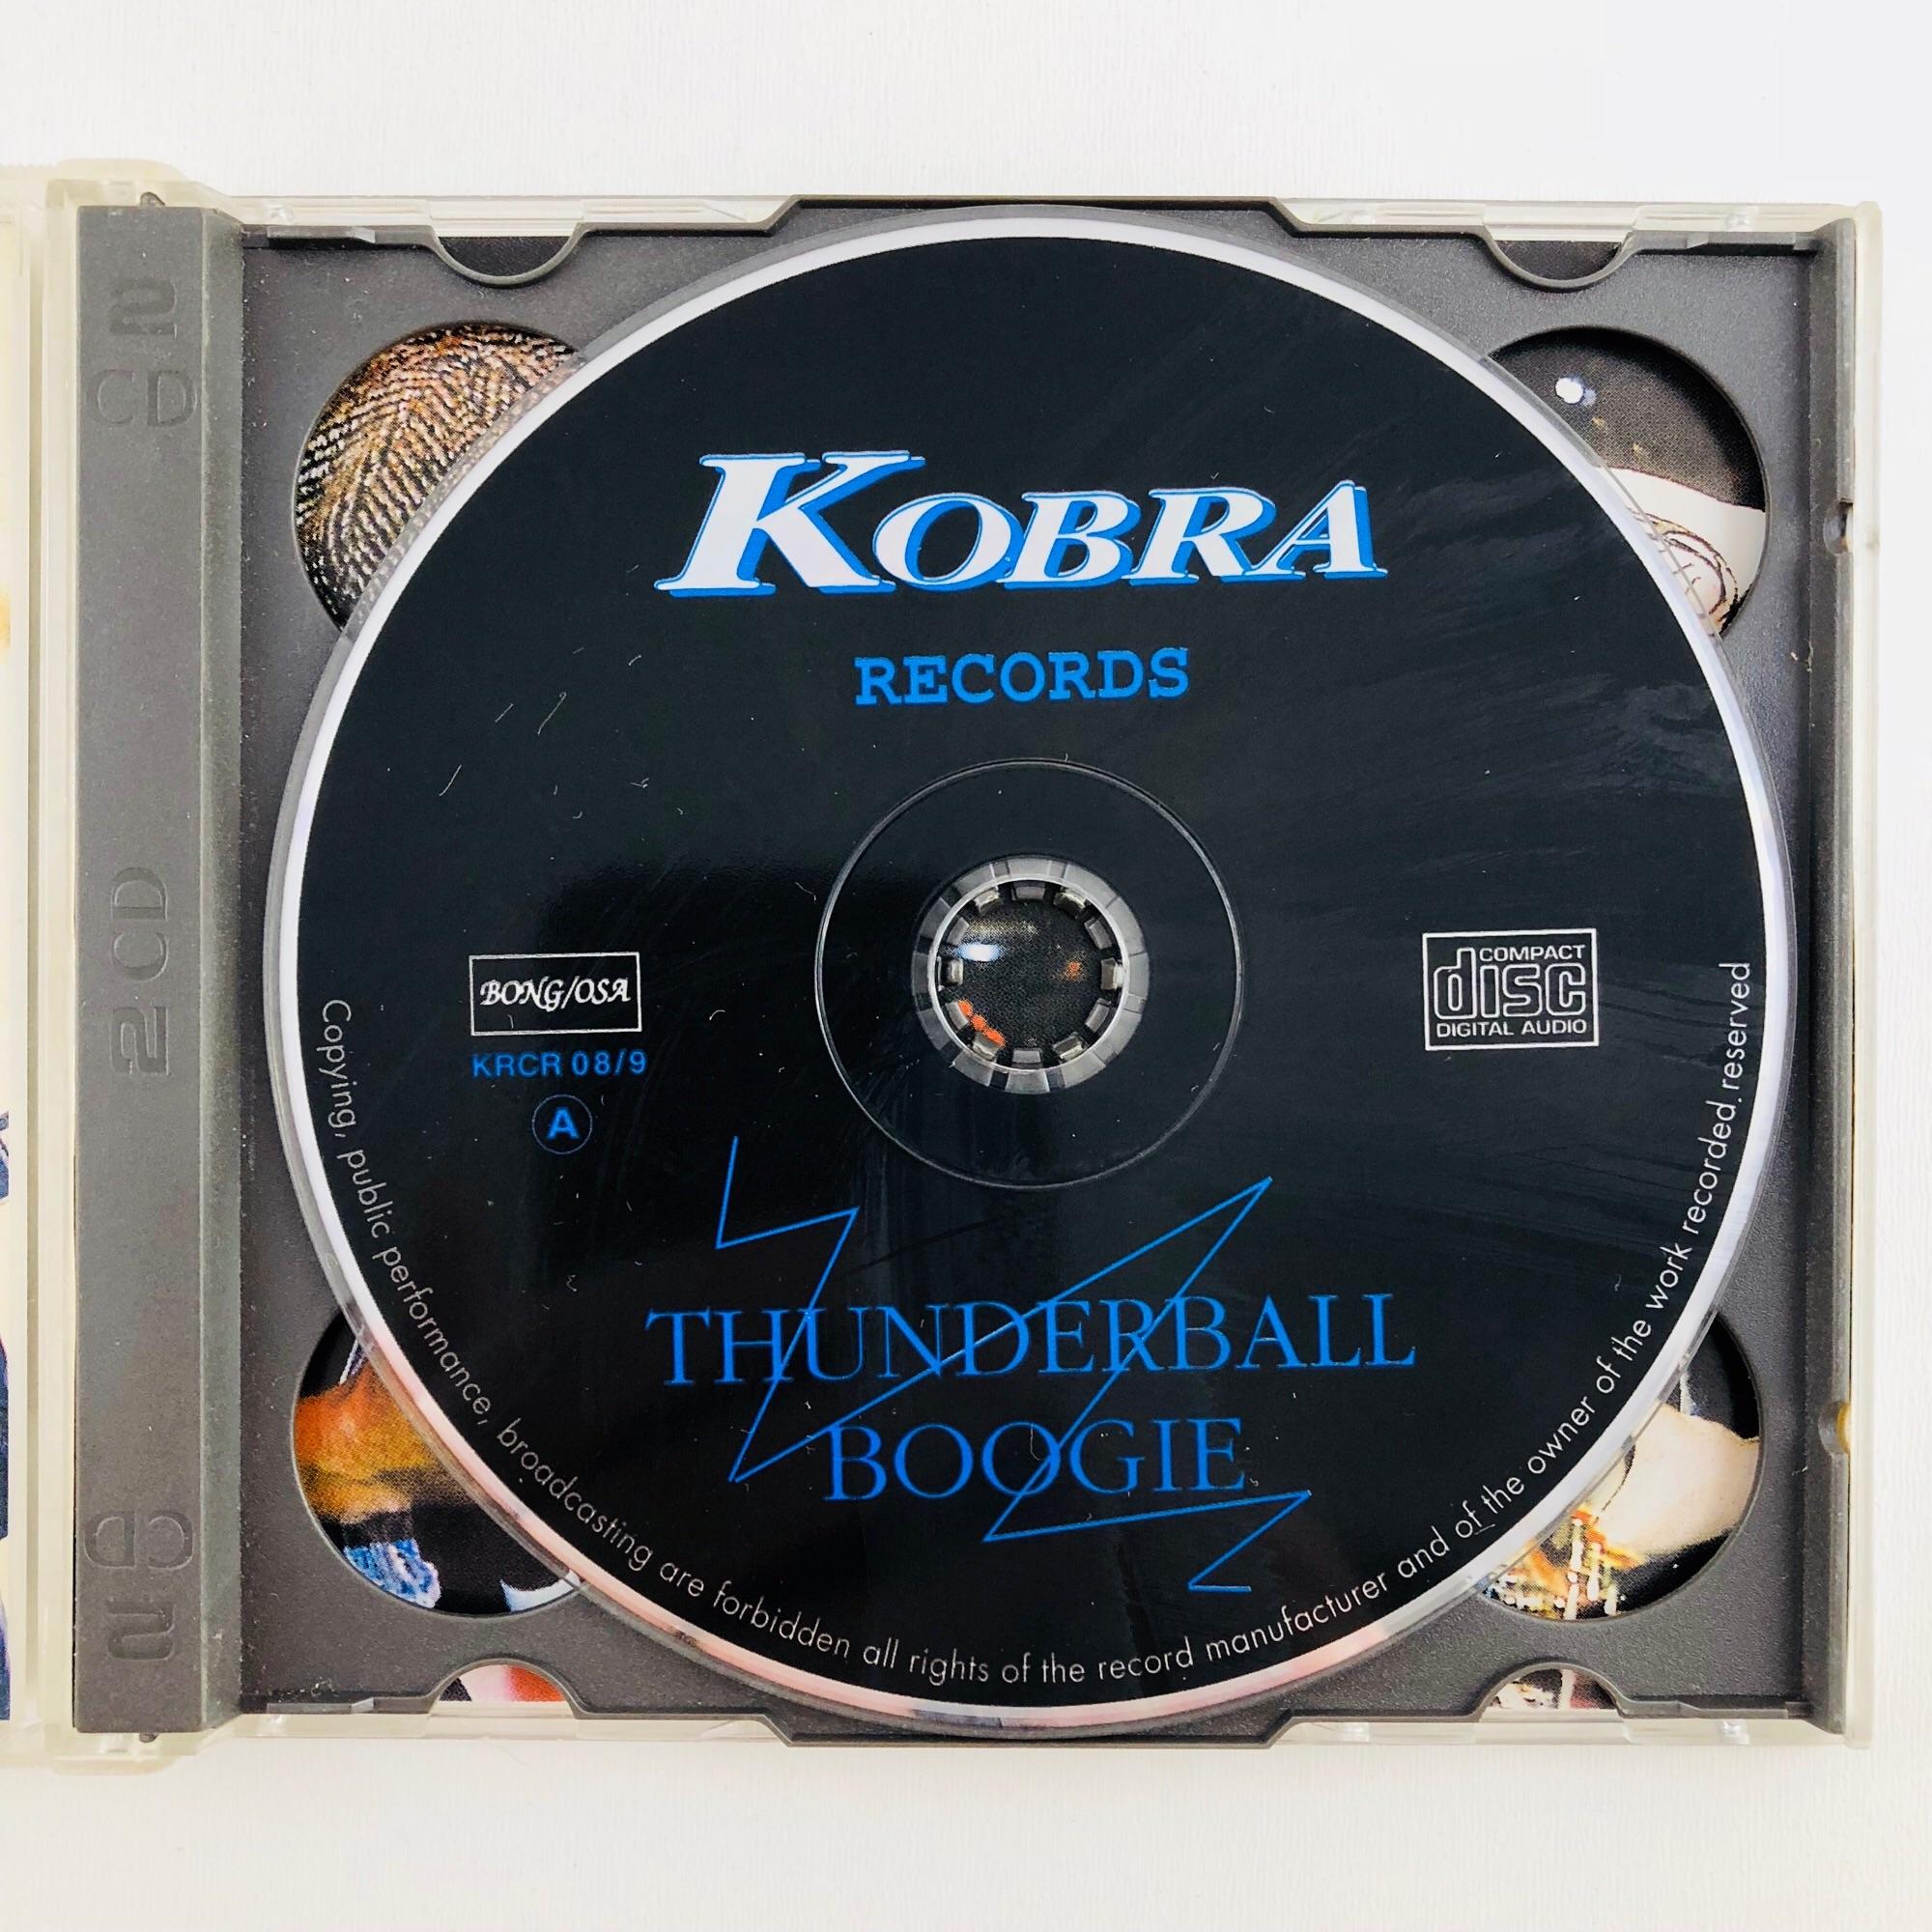 2
CD
2 CD
2
CD
KOBRA
RECORDS
BONG/OSA
KRCR 08/9
A
COMPACT
disc
DIGITAL AUDIO
THUNDERBALL
BOOGIE
Copying, public performance, broadcasting are forbidden all rights of the record manufacturer and of the owner of the work recorded. reserved